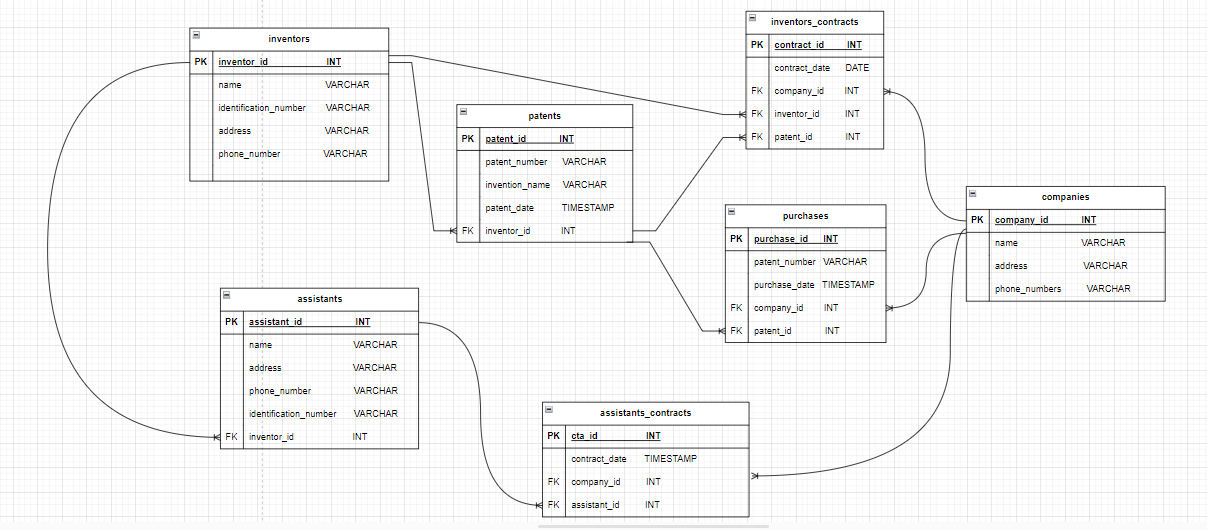 inventors
PK inventor_id INT
name VARCHAR
identification_number VARCHAR
address VARCHAR
phone_number VARCHAR
inventors_contracts
PK contract_id INT
contract_date DATE
FK company_id INT
FK inventor_id INT
FK patent_id INT
patents
PK patent_id INT
patent_number VARCHAR
invention_name VARCHAR
patent_date TIMESTAMP
FK inventor_id INT
companies
PK company_id INT
name VARCHAR
address VARCHAR
phone_numbers VARCHAR
purchases
PK purchase_id INT
patent_number VARCHAR
purchase_date TIMESTAMP
FK company_id INT
FK patent_id INT
assistants
PK assistant_id INT
name VARCHAR
address VARCHAR
phone_number VARCHAR
identification_number VARCHAR
FK inventor_id INT
assistants_contracts
PK cta_id INT
contract_date TIMESTAMP
FK company_id INT
FK assistant_id INT